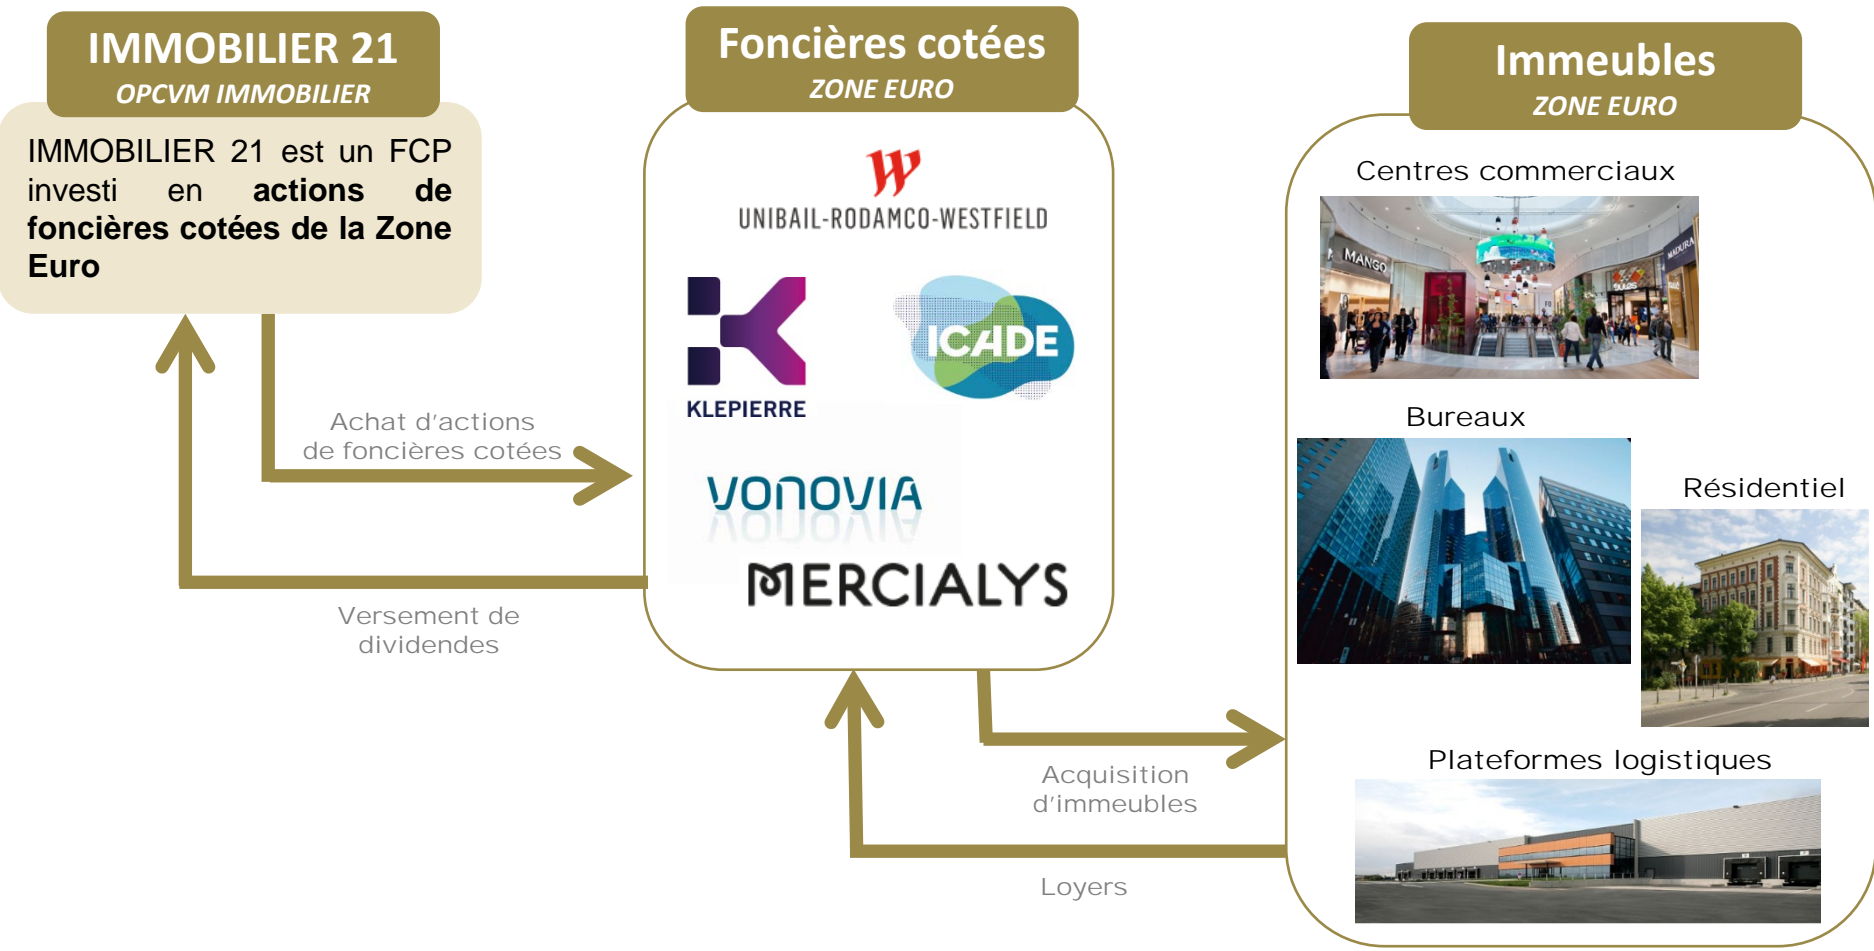 IMMOBILIER 21
OPCVM IMMOBILIER
IMMOBILIER 21 est un FCP
investi en actions de
foncières cotées de la Zone
Euro
Achat d'actions
de foncières cotées
Versement de
dividendes
Foncières cotées
ZONE EURO
UNIBAIL-RODAMCO-WESTFIELD
KLEPIERRE
ICADE
VONOVIA
MERCIALYS
Acquisition
d'immeubles
Loyers
Immeubles
ZONE EURO
Centres commerciaux
MANGO
MADURA
Bureaux
Résidentiel
Plateformes logistiques